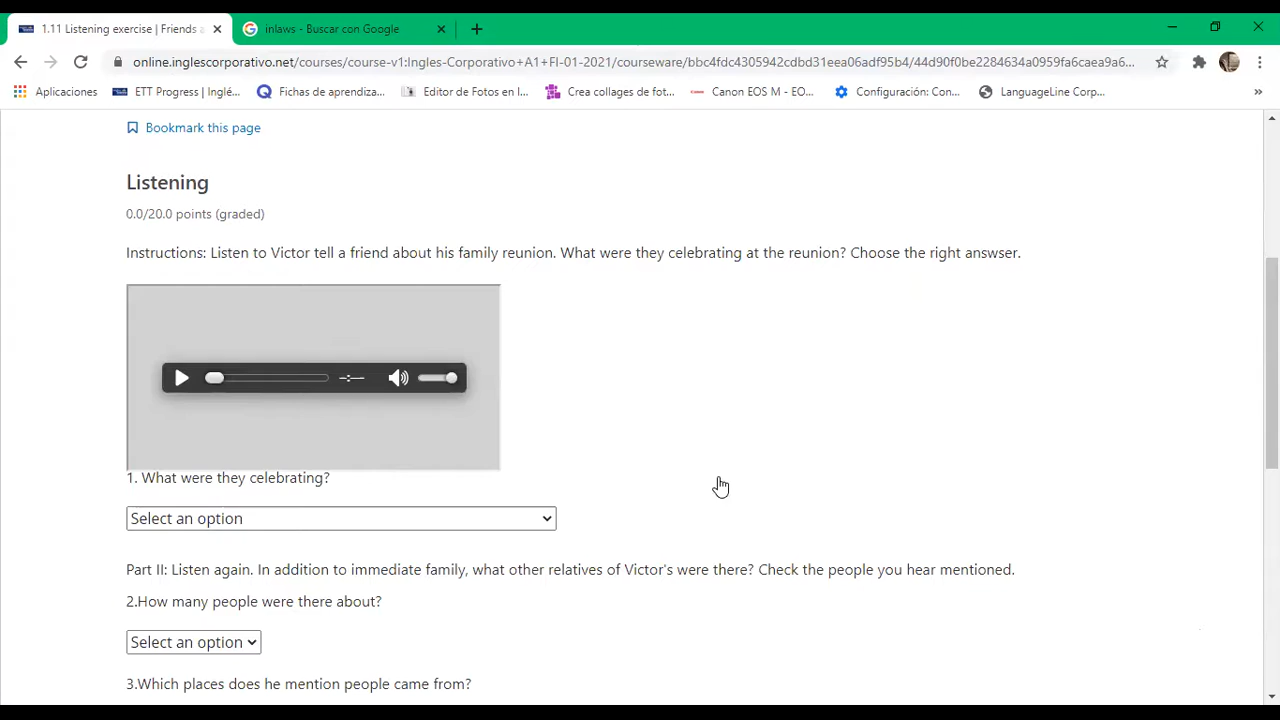 1.11 Listening exercise | Friends a
inlaws - Buscar con Google
online.inglescorporativo.net/courses/course-v1:Ingles-Corporativo+A1+FI-01-2021/courseware/bbc4fdc4305942cdbd31eea06adf95b4/44d90f0be2284634a0959fa6caea9a6...
Aplicaciones
ETT Progress | Inglé...
Fichas de aprendiza...
Editor de Fotos en l...
Crea collages de fot...
Canon EOS M - EO...
Configuración: Con...
LanguageLine Corp...
Bookmark this page
Listening
0.0/20.0 points (graded)
Instructions: Listen to Victor tell a friend about his family reunion. What were they celebrating at the reunion? Choose the right answser.
1. What were they celebrating?
Select an option
Part II: Listen again. In addition to immediate family, what other relatives of Victor's were there? Check the people you hear mentioned.
2.How many people were there about?
Select an option
3.Which places does he mention people came from?